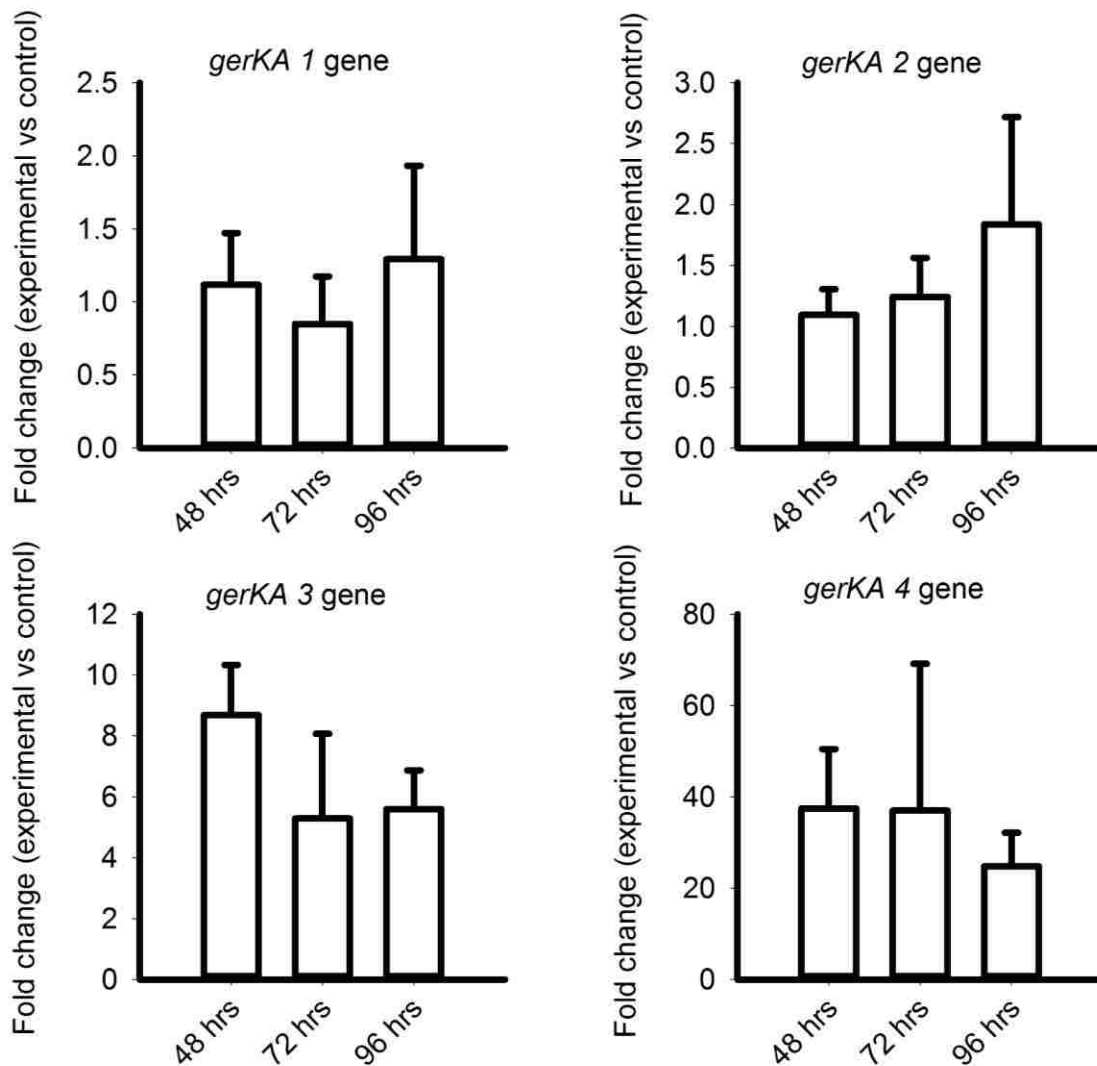 gerKA 1 gene
Fold change (experimental vs control)
2.5
2.0
1.5
1.0
0.5
0.0
48 hrs
72 hrs
96 hrs
gerKA 2 gene
Fold change (experimental vs control)
3.0
2.5
2.0
1.5
1.0
0.5
0.0
48 hrs
72 hrs
96 hrs
gerKA 3 gene
Fold change (experimental vs control)
12
10
8
6
4
2
0
48 hrs
72 hrs
96 hrs
gerKA 4 gene
Fold change (experimental vs control)
80
60
40
20
0
48 hrs
72 hrs
96 hrs